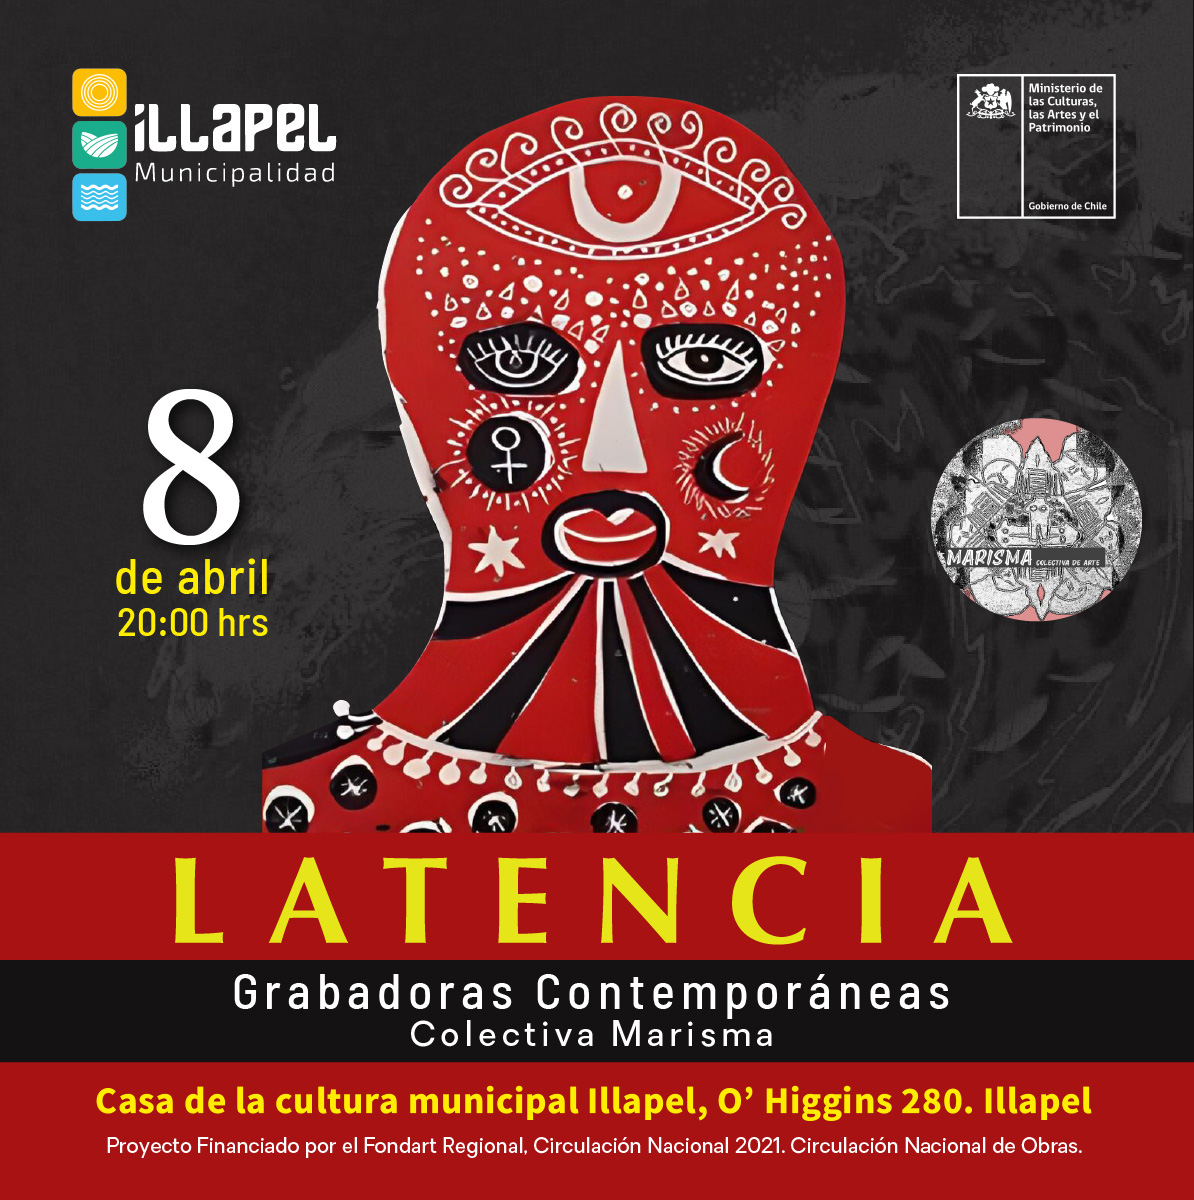 ILLAPEL
Municipalidad
Ministerio de
las Culturas,
las Artes y el
Patrimonio
Gobierno de Chile
8
de abril
20:00 hrs
MARISMA COLECTIVA DE ARTE
LATENCIA
Grabadoras Contemporáneas
Colectiva Marisma
Casa de la cultura municipal Illapel, O’ Higgins 280. Illapel
Proyecto Financiado por el Fondart Regional, Circulación Nacional 2021. Circulación Nacional de Obras.